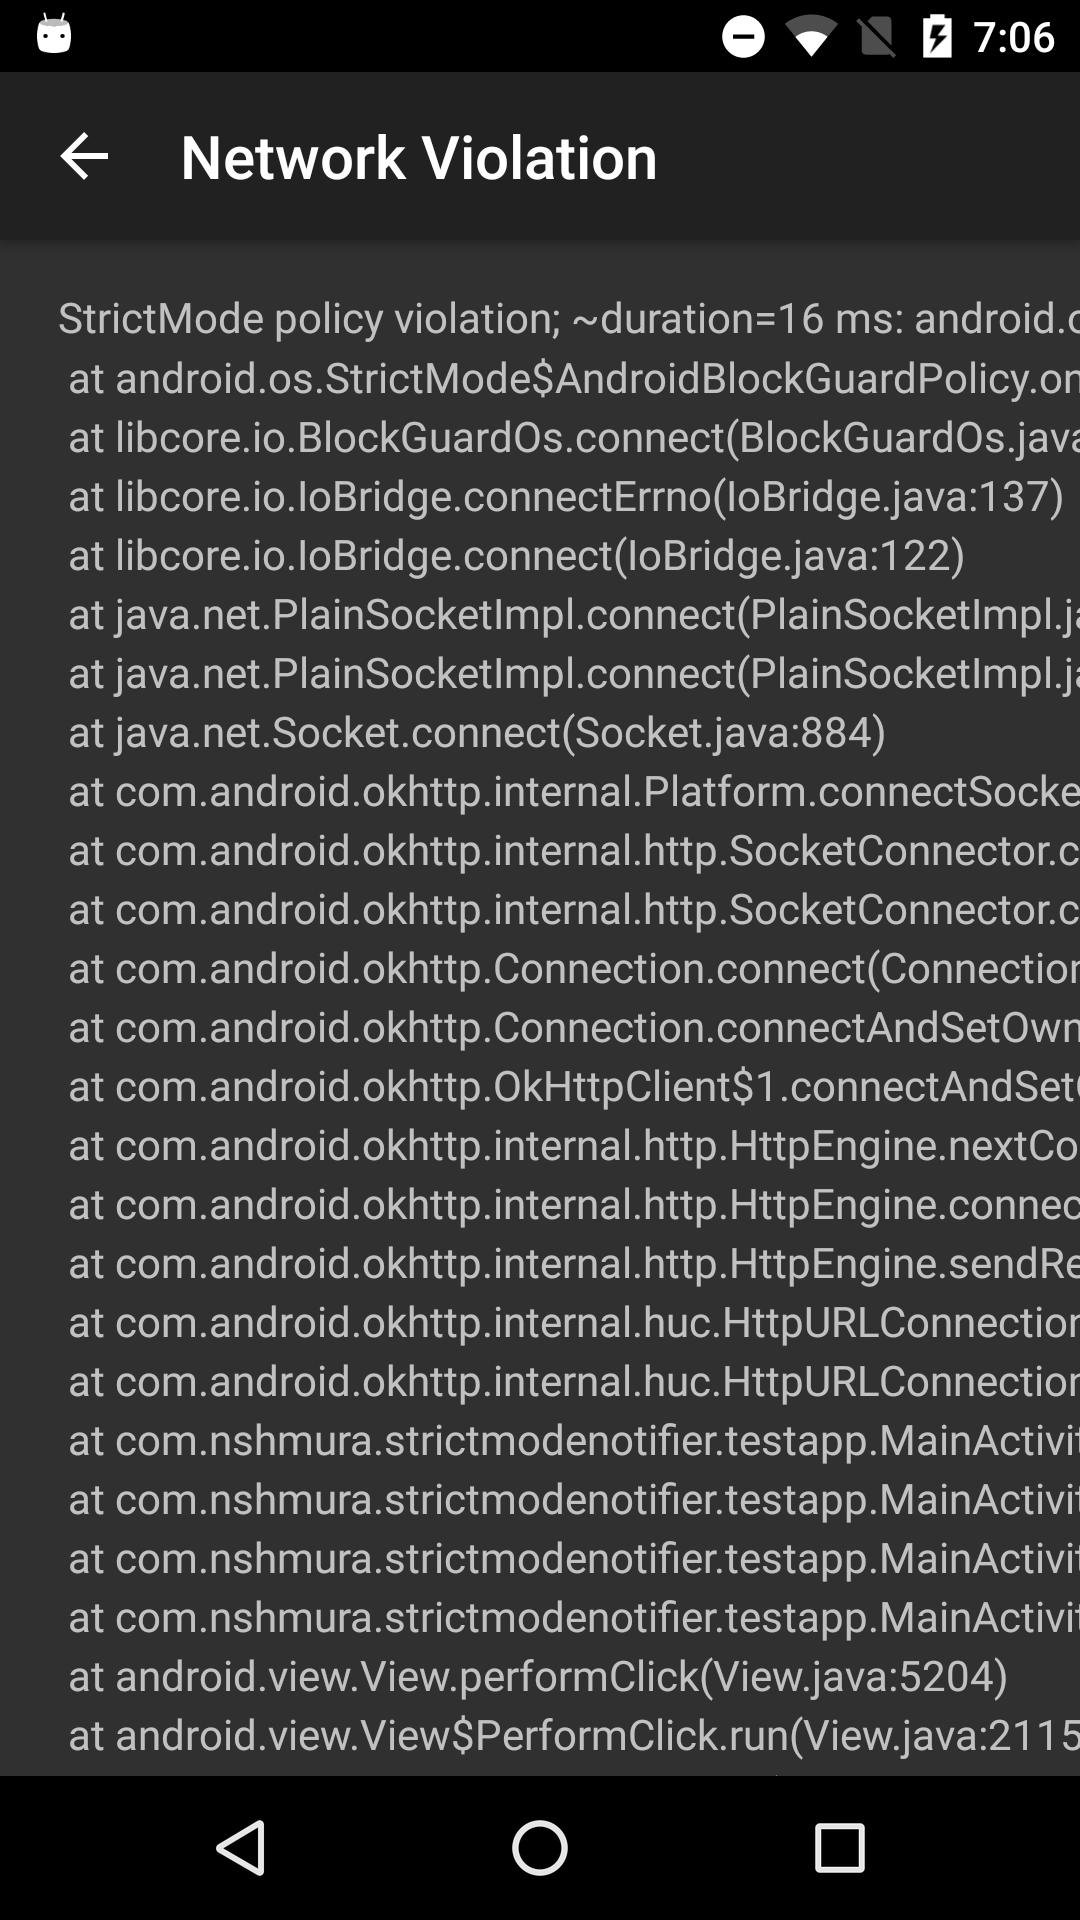 7:06
Network Violation
StrictMode policy violation; ~duration=16 ms: android.o
at android.os.StrictMode$AndroidBlockGuardPolicy.on
at libcore.io.BlockGuardOs.connect(BlockGuardOs.java
at libcore.io.IoBridge.connectErrno(IoBridge.java:137)
at libcore.io.IoBridge.connect(IoBridge.java:122)
at java.net.PlainSocketImpl.connect(PlainSocketImpl.ja
at java.net.PlainSocketImpl.connect(PlainSocketImpl.ja
at java.net.Socket.connect(Socket.java:884)
at com.android.okhttp.internal.Platform.connectSocke
at com.android.okhttp.internal.http.SocketConnector.c
at com.android.okhttp.internal.http.SocketConnector.c
at com.android.okhttp.Connection.connect(Connection
at com.android.okhttp.Connection.connectAndSetOwn
at com.android.okhttp.OkHttpClient$1.connectAndSetO
at com.android.okhttp.internal.http.HttpEngine.nextCo
at com.android.okhttp.internal.http.HttpEngine.connec
at com.android.okhttp.internal.http.HttpEngine.sendRe
at com.android.okhttp.internal.huc.HttpURLConnection
at com.android.okhttp.internal.huc.HttpURLConnection
at com.nshmura.strictmodenotifier.testapp.MainActivit
at com.nshmura.strictmodenotifier.testapp.MainActivit
at com.nshmura.strictmodenotifier.testapp.MainActivit
at com.nshmura.strictmodenotifier.testapp.MainActivit
at android.view.View.performClick(View.java:5204)
at android.view.View$PerformClick.run(View.java:2115